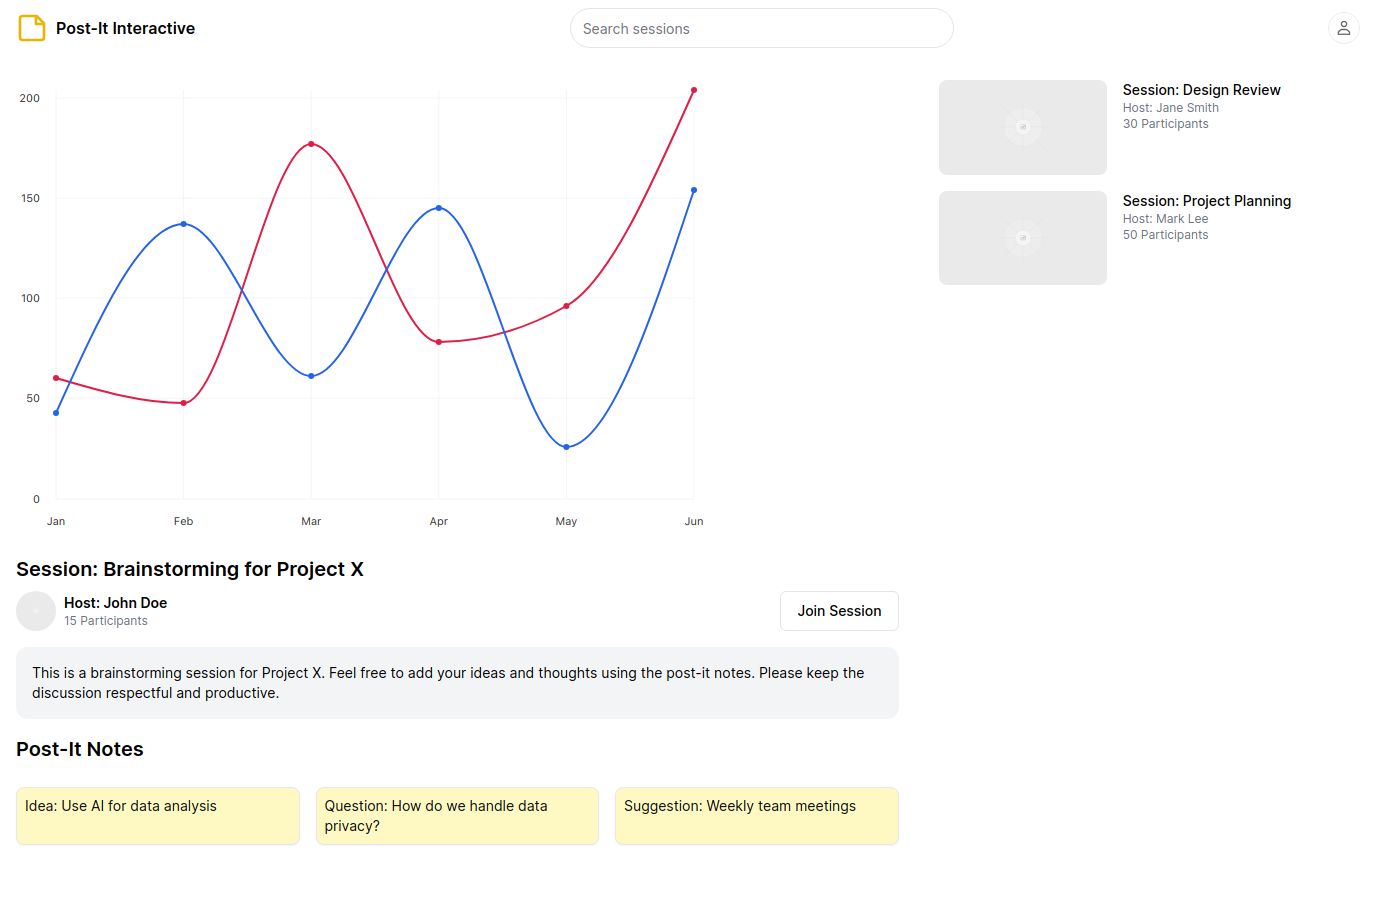 Post-It Interactive
Search sessions
200
150
100
50
0
Jan
Feb
Mar
Apr
May
Jun
Session: Design Review
Host: Jane Smith
30 Participants
Session: Project Planning
Host: Mark Lee
50 Participants
Session: Brainstorming for Project X
Host: John Doe
15 Participants
Join Session
This is a brainstorming session for Project X. Feel free to add your ideas and thoughts using the post-it notes. Please keep the
discussion respectful and productive.
Post-It Notes
Idea: Use AI for data analysis
Question: How do we handle data
privacy?
Suggestion: Weekly team meetings